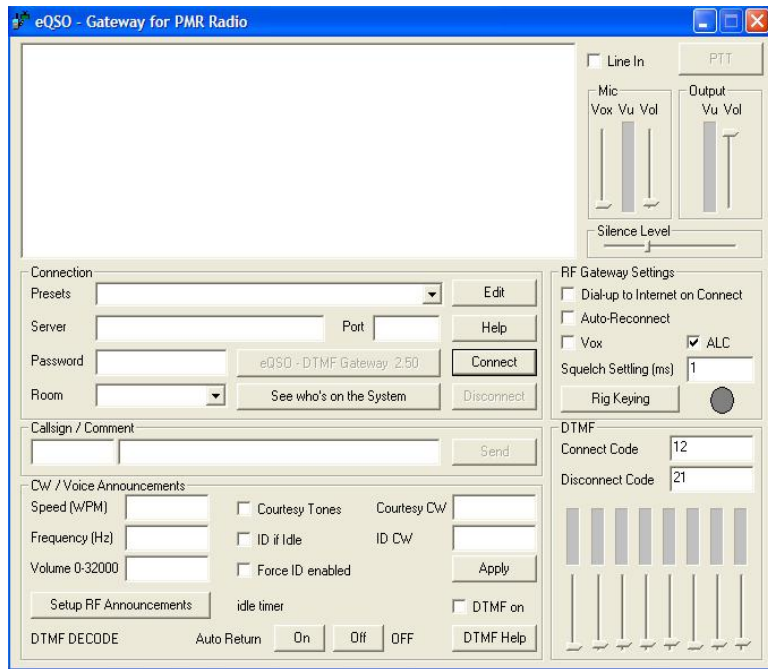 eQSO - Gateway for PMR Radio
Line In
PTT
Mic
Vox Vu Vol
Output
Vu Vol
Silence Level
Connection
Presets
Edit
Server
Port
Help
Password
eQSO - DTMF Gateway 2.50
Connect
Room
See who's on the System
Disconnect
RF Gateway Settings
Dial-up to Internet on Connect
Auto-Reconnect
Vox
ALC
Squelch Settling (ms)
1
Rig Keying
Callsign / Comment
Send
DTMF
Connect Code
12
Disconnect Code
21
CW / Voice Announcements
Speed (WPM)
Courtesy Tones
Courtesy CW
Frequency (Hz)
ID if Idle
ID CW
Volume 0-32000
Force ID enabled
Apply
Setup RF Announcements
idle timer
DTMF on
DTMF DECODE
Auto Return
On
Off
OFF
DTMF Help